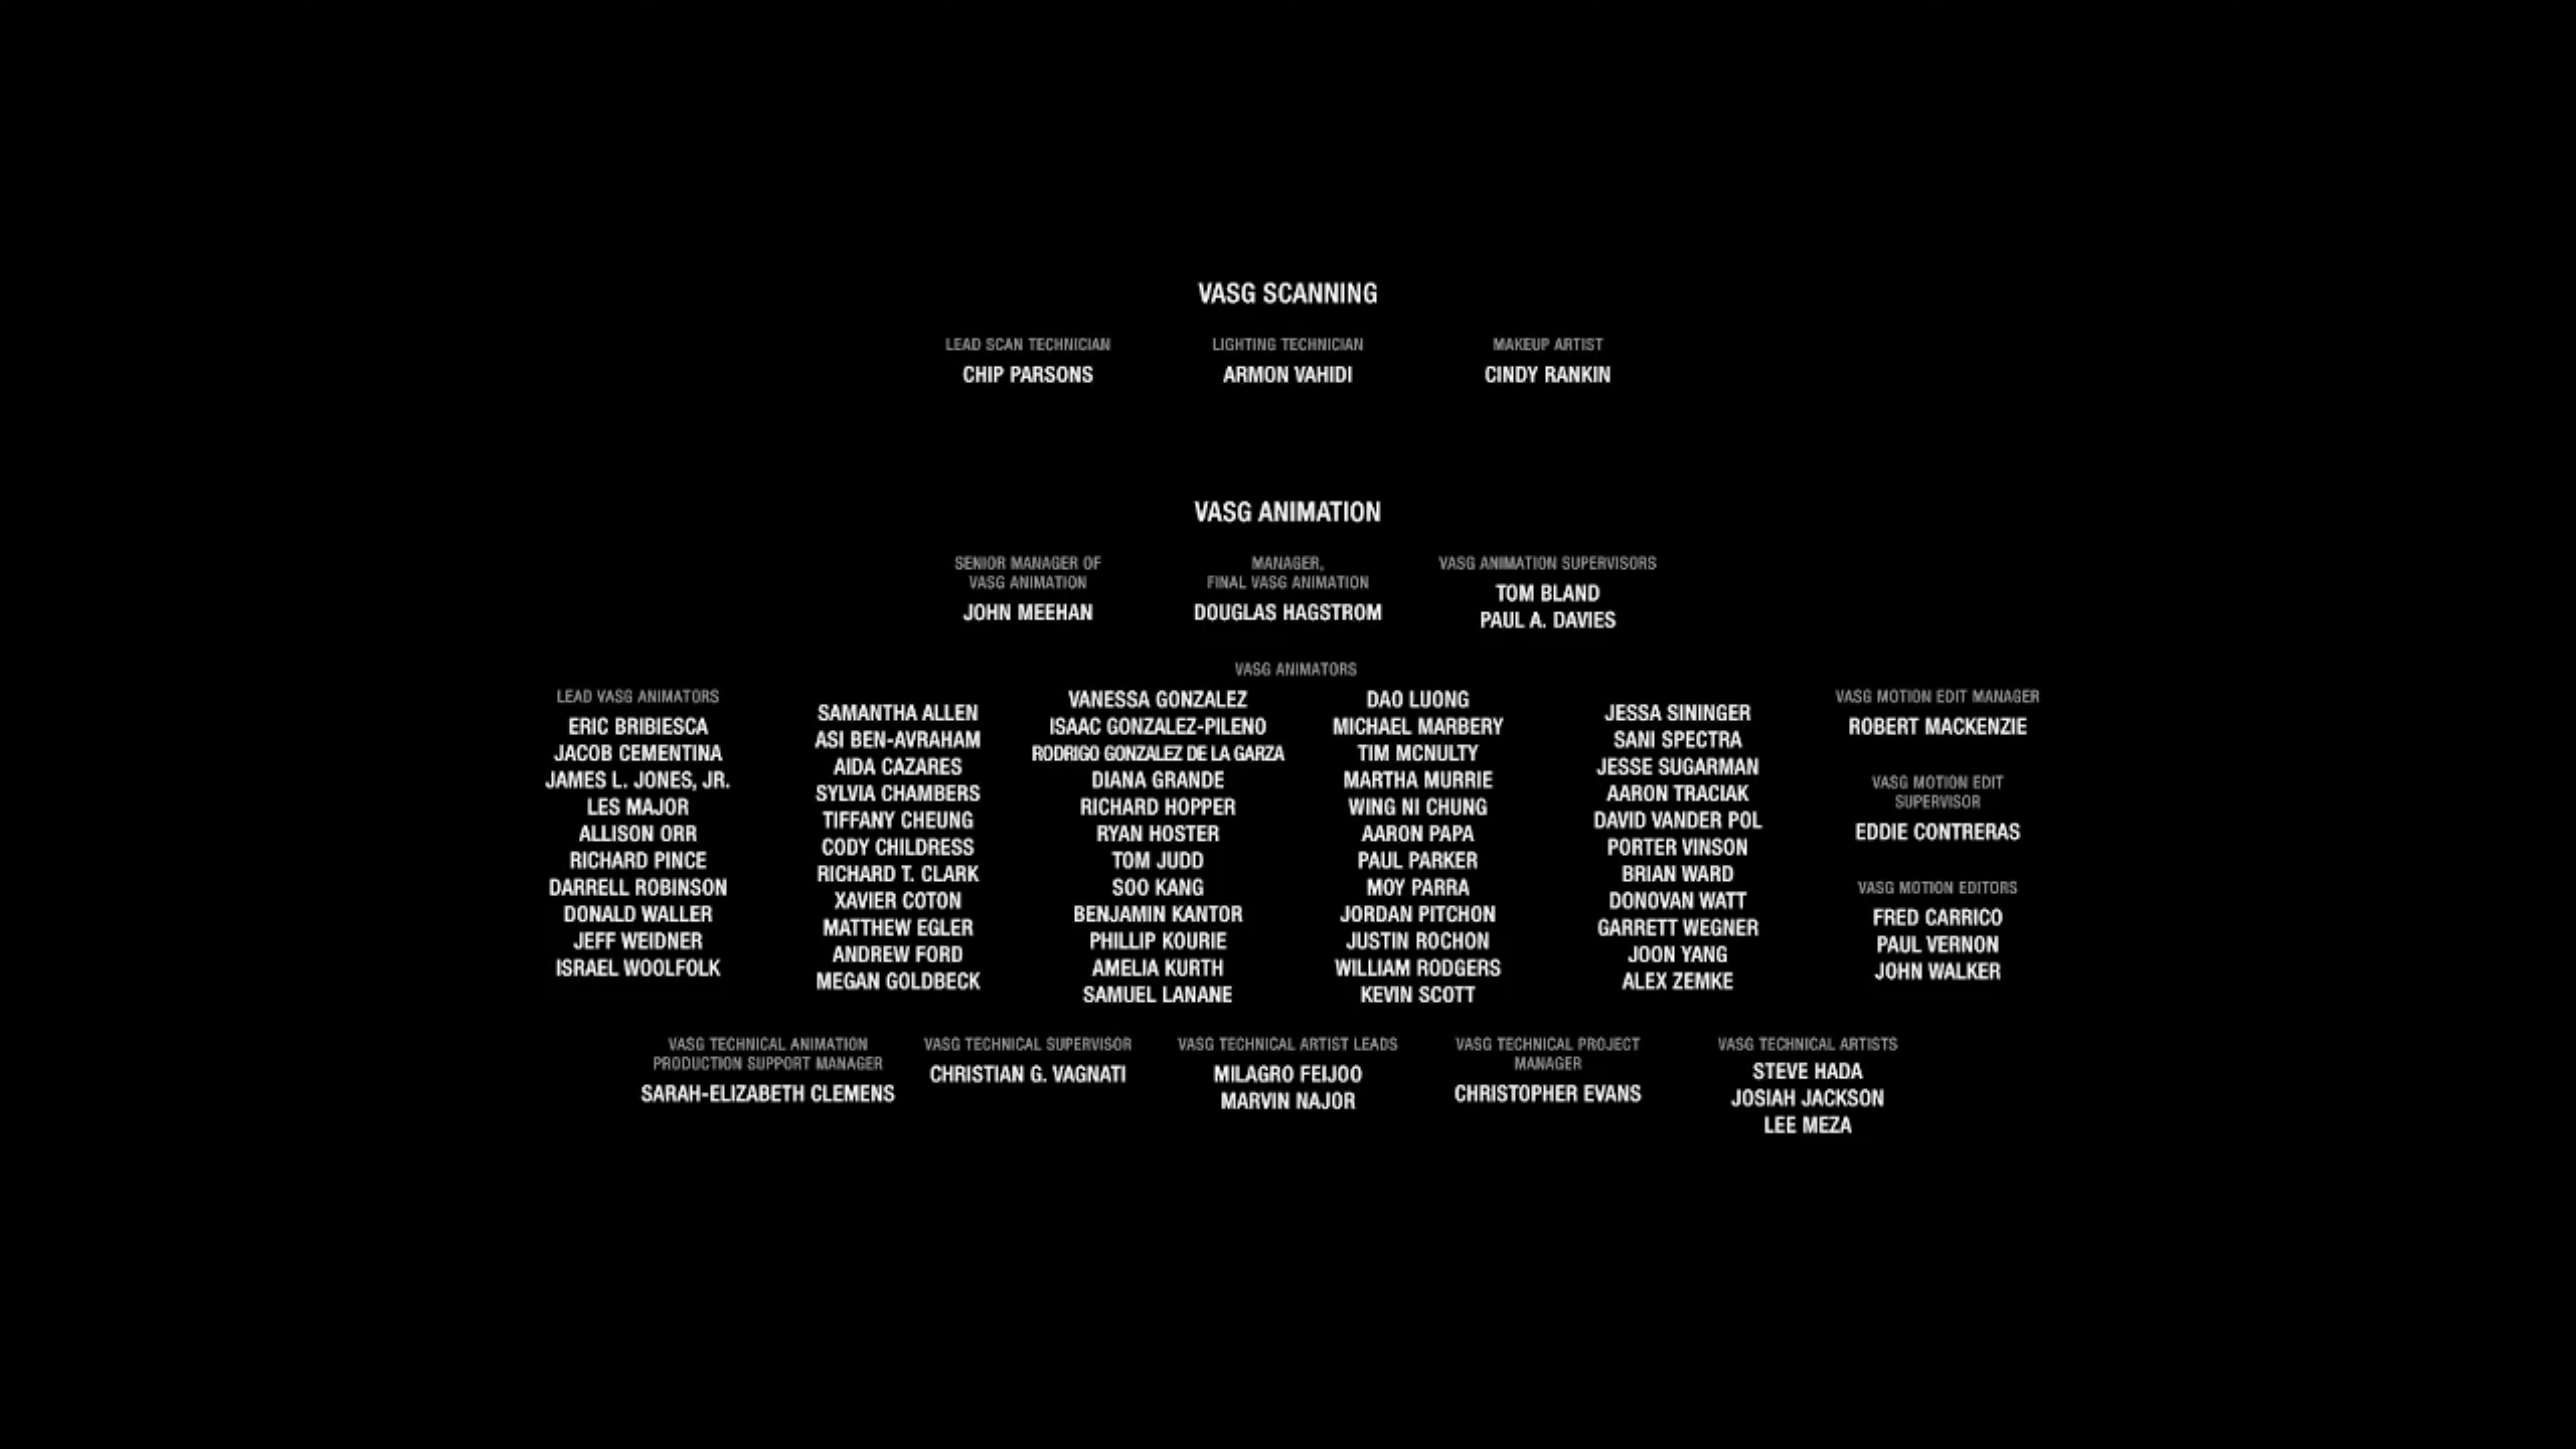 VASG SCANNING
LEAD SCAN TECHNICIAN
CHIP PARSONS
LIGHTING TECHNICIAN
ARMON VAHIDI
MAKEUP ARTIST
CINDY RANKIN
VASG ANIMATION
SENIOR MANAGER OF
VASG ANIMATION
JOHN MEEHAN
MANAGER,
FINAL VASG ANIMATION
DOUGLAS HAGSTROM
VASG ANIMATION SUPERVISORS
TOM BLAND
PAUL A. DAVIES
LEAD VASG ANIMATORS
ERIC BRIBIESCA
JACOB CEMENTINA
JAMES L. JONES, JR.
LES MAJOR
ALLISON ORR
RICHARD PINCE
DARRELL ROBINSON
DONALD WALLER
JEFF WEIDNER
ISRAEL WOOLFOLK
VASG ANIMATORS
SAMANTHA ALLEN
ASI BEN-AVRAHAM
AIDA CAZARES
SYLVIA CHAMBERS
TIFFANY CHEUNG
CODY CHILDRESS
RICHARD T. CLARK
XAVIER COTON
MATTHEW EGLER
ANDREW FORD
MEGAN GOLDBECK
VANESSA GONZALEZ
ISAAC GONZALEZ-PILENO
RODRIGO GONZALEZ DE LA GARZA
DIANA GRANDE
RICHARD HOPPER
RYAN HOSTER
TOM JUDD
SOO KANG
BENJAMIN KANTOR
PHILLIP KOURIE
AMELIA KURTH
SAMUEL LANANE
DAO LUONG
MICHAEL MARBERY
TIM MCNULTY
MARTHA MURRIE
WING NI CHUNG
AARON PAPA
PAUL PARKER
MOY PARRA
JORDAN PITCHON
JUSTIN ROCHON
WILLIAM RODGERS
KEVIN SCOTT
JESSA SININGER
SANI SPECTRA
JESSE SUGARMAN
AARON TRACIAK
DAVID VANDER POL
PORTER VINSON
BRIAN WARD
DONOVAN WATT
GARRETT WEGNER
JOON YANG
ALEX ZEMKE
VASG MOTION EDIT MANAGER
ROBERT MACKENZIE
VASG MOTION EDIT
SUPERVISOR
EDDIE CONTRERAS
VASG MOTION EDITORS
FRED CARRICO
PAUL VERNON
JOHN WALKER
VASG TECHNICAL ANIMATION
PRODUCTION SUPPORT MANAGER
SARAH-ELIZABETH CLEMENS
VASG TECHNICAL SUPERVISOR
CHRISTIAN G. VAGNATI
VASG TECHNICAL ARTIST LEADS
MILAGRO FEIJOO
MARVIN NAJOR
VASG TECHNICAL PROJECT
MANAGER
CHRISTOPHER EVANS
VASG TECHNICAL ARTISTS
STEVE HADA
JOSIAH JACKSON
LEE MEZA